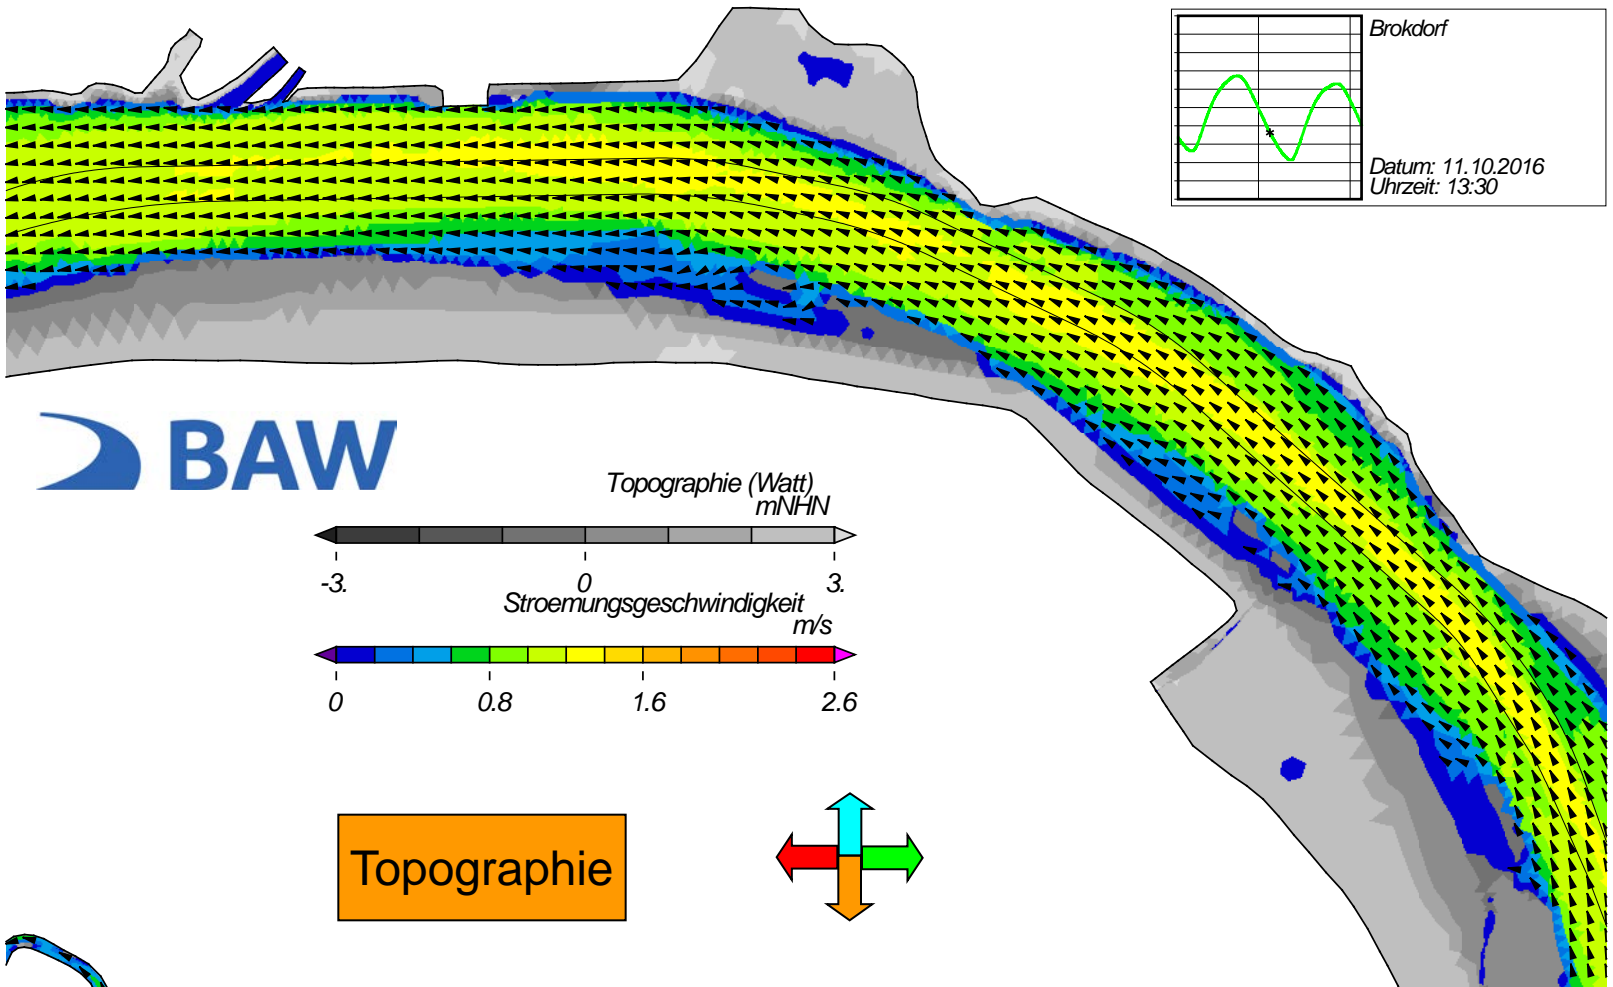 Brokdorf
Datum: 11.10.2016
Uhrzeit: 13:30
BAW
Topographie (Watt)
mNHN
-3. 0 3.
Stroemungsgeschwindigkeit
m/s
0 0.8 1.6 2.6
Topographie